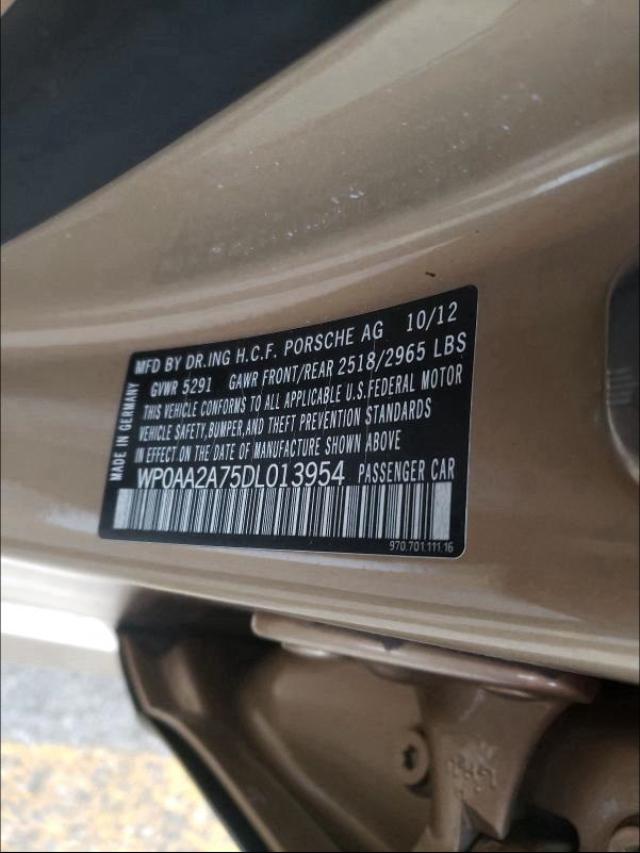 MFD BY DR.ING H.C.F. PORSCHE AG 10/12
GVWR 5291 GAWR FRONT/REAR 2518/2965 LBS
THIS VEHICLE CONFORMS TO ALL APPLICABLE U.S.FEDERAL MOTOR
VEHICLE SAFETY,BUMPER,AND THEFT PREVENTION STANDARDS
IN EFFECT ON THE DATE OF MANUFACTURE SHOWN ABOVE
WP0AA2A75DL013954 PASSENGER CAR
970.701.111.16
MADE IN GERMANY